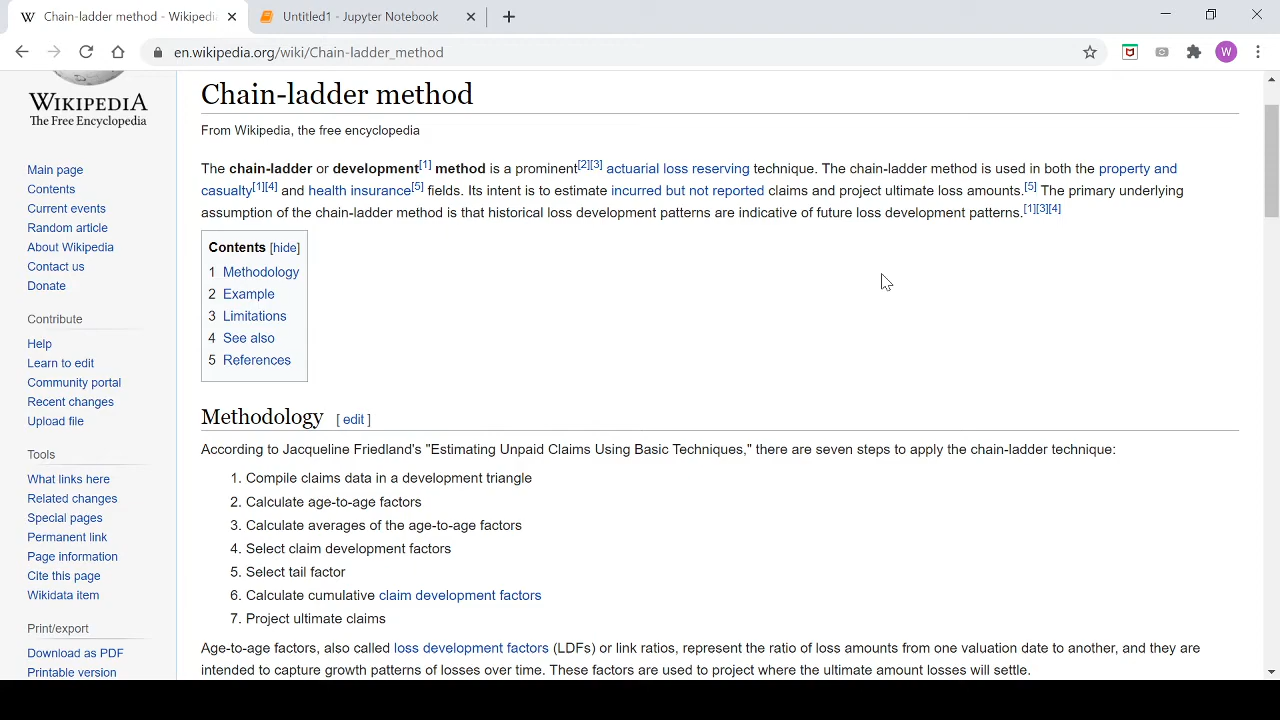 Chain-ladder method - Wikipedi
Untitled1 - Jupyter Notebook
en.wikipedia.org/wiki/Chain-ladder_method
W
WIKIPEDIA
The Free Encyclopedia
Main page
Contents
Current events
Random article
About Wikipedia
Contact us
Donate
Contribute
Help
Learn to edit
Community portal
Recent changes
Upload file
Tools
What links here
Related changes
Special pages
Permanent link
Page information
Cite this page
Wikidata item
Print/export
Download as PDF
Printable version
Chain-ladder method
From Wikipedia, the free encyclopedia
The chain-ladder or development[1] method is a prominent[2][3] actuarial loss reserving technique. The chain-ladder method is used in both the property and
casualty[1][4] and health insurance[5] fields. Its intent is to estimate incurred but not reported claims and project ultimate loss amounts.[5] The primary underlying
assumption of the chain-ladder method is that historical loss development patterns are indicative of future loss development patterns.[1][3][4]
Contents [hide]
1 Methodology
2 Example
3 Limitations
4 See also
5 References
Methodology [ edit ]
According to Jacqueline Friedland's "Estimating Unpaid Claims Using Basic Techniques," there are seven steps to apply the chain-ladder technique:
1. Compile claims data in a development triangle
2. Calculate age-to-age factors
3. Calculate averages of the age-to-age factors
4. Select claim development factors
5. Select tail factor
6. Calculate cumulative claim development factors
7. Project ultimate claims
Age-to-age factors, also called loss development factors (LDFs) or link ratios, represent the ratio of loss amounts from one valuation date to another, and they are
intended to capture growth patterns of losses over time. These factors are used to project where the ultimate amount losses will settle.